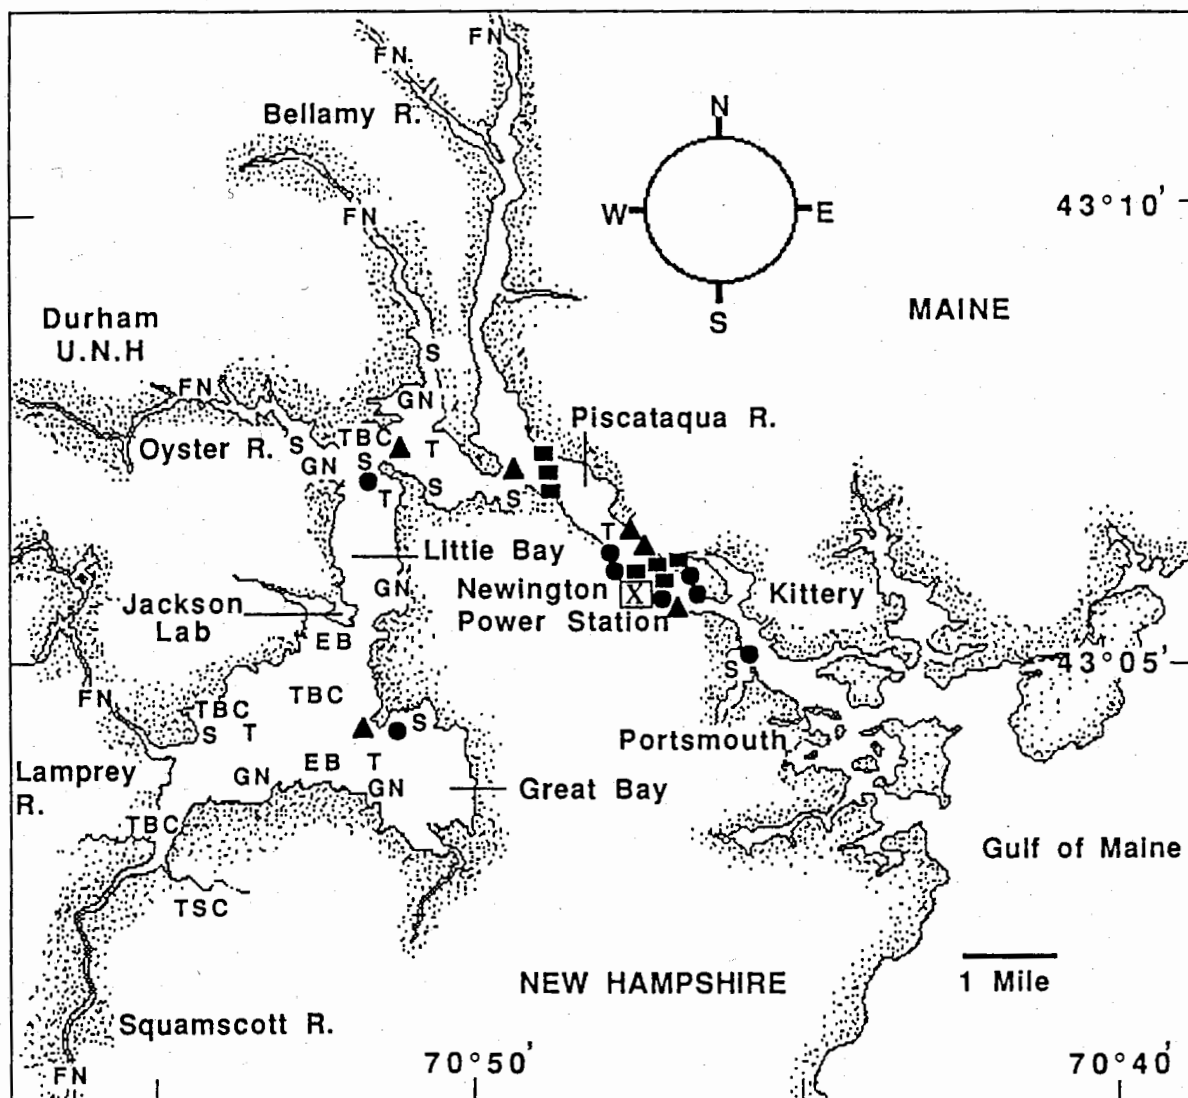 FN
FN
Bellamy R.
N
W
E
S
43°10'
FN
MAINE
Durham
U.N.H
S
FN
GN
Piscataqua R.
Oyster R.
S
TBC
T
GN
S
T
S
S
T
Little Bay
Newington
Power Station
X
GN
Kittery
Jackson
Lab
EB
43°05'
S
FN
TBC
TBC
S
T
S
Portsmouth
Lamprey
R.
GN
EB
T
GN
Great Bay
TBC
Gulf of Maine
TSC
NEW HAMPSHIRE
1 Mile
Squamscott R.
FN
70°50'
70°40'